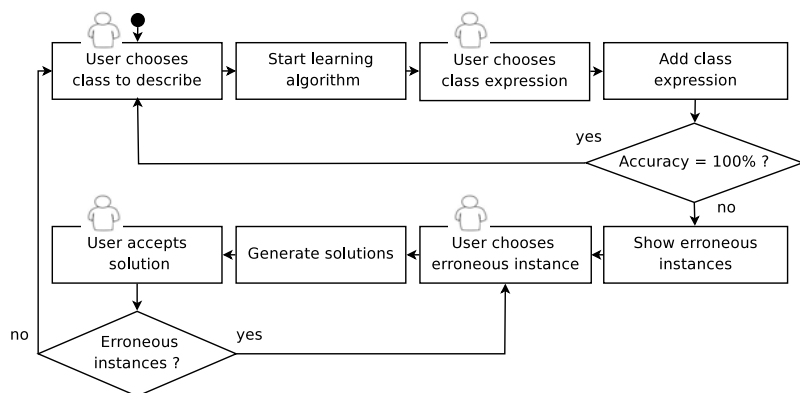 User chooses
class to describe
Start learning
algorithm
User chooses
class expression
Add class
expression
yes
Accuracy = 100% ?
no
User accepts
solution
Generate solutions
User chooses
erroneous instance
Show erroneous
instances
no
Erroneous
instances ?
yes